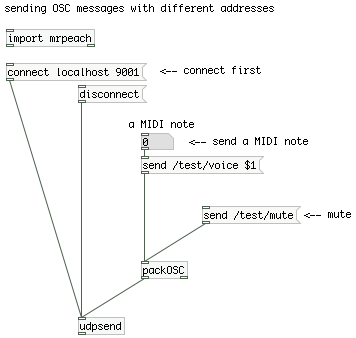 sending OSC messages with different addresses
import mrpeach
connect localhost 9001
<-- connect first
disconnect
a MIDI note
0
<-- send a MIDI note
send /test/voice $1
send /test/mute
<-- mute
packOSC
udpsend